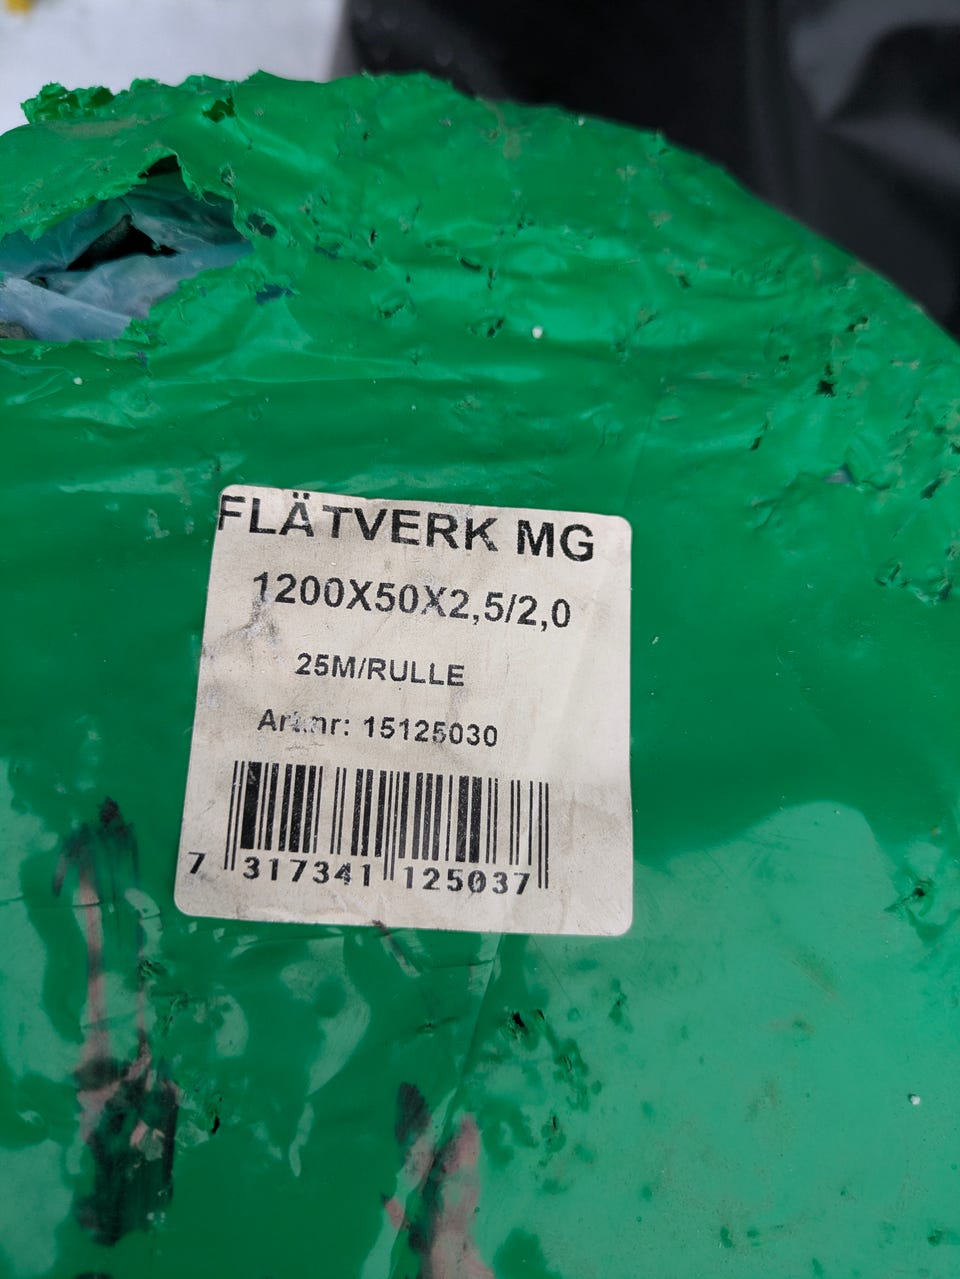 FLÄTVERK MG
1200X50X2,5/2,0
25M/RULLE
Art.nr: 15125030
7 317341 125037